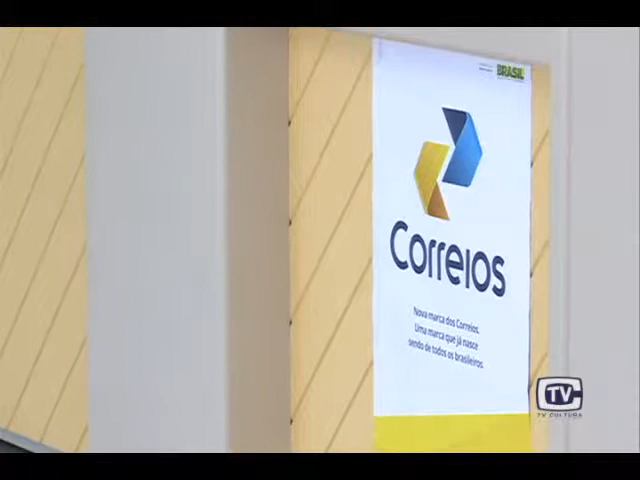 BRASIL
Correios
Nova marca dos Correios.
Uma marca que já nasce
sendo de todos os brasileiros.
TV
TV CULTURA